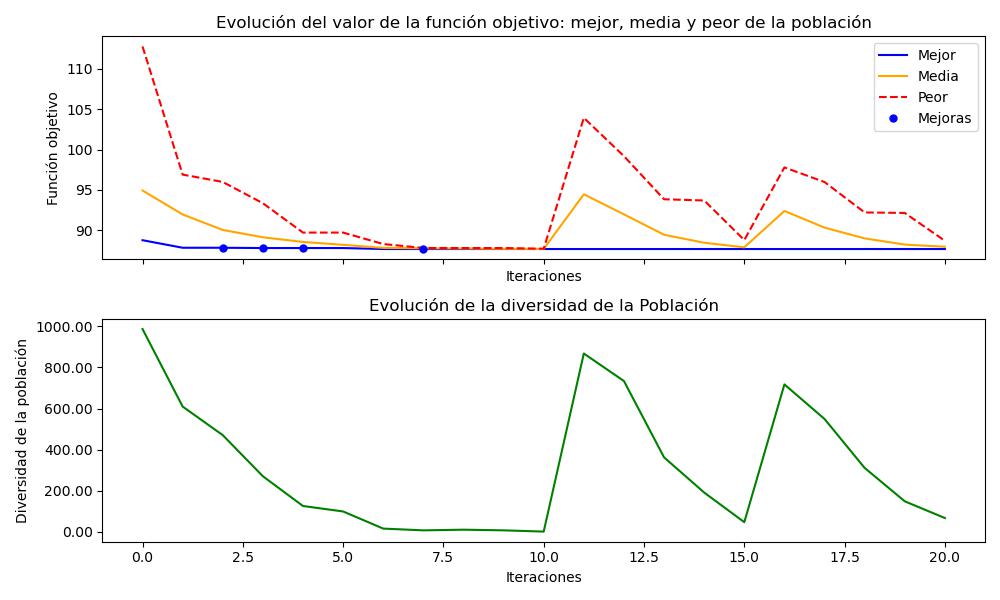 Evolución del valor de la función objetivo: mejor, media y peor de la población
Función objetivo
110
105
100
95
90
Mejor
Media
Peor
Mejoras
Iteraciones
Evolución de la diversidad de la Población
Diversidad de la población
1000.00
800.00
600.00
400.00
200.00
0.00
0.0 2.5 5.0 7.5 10.0 12.5 15.0 17.5 20.0
Iteraciones